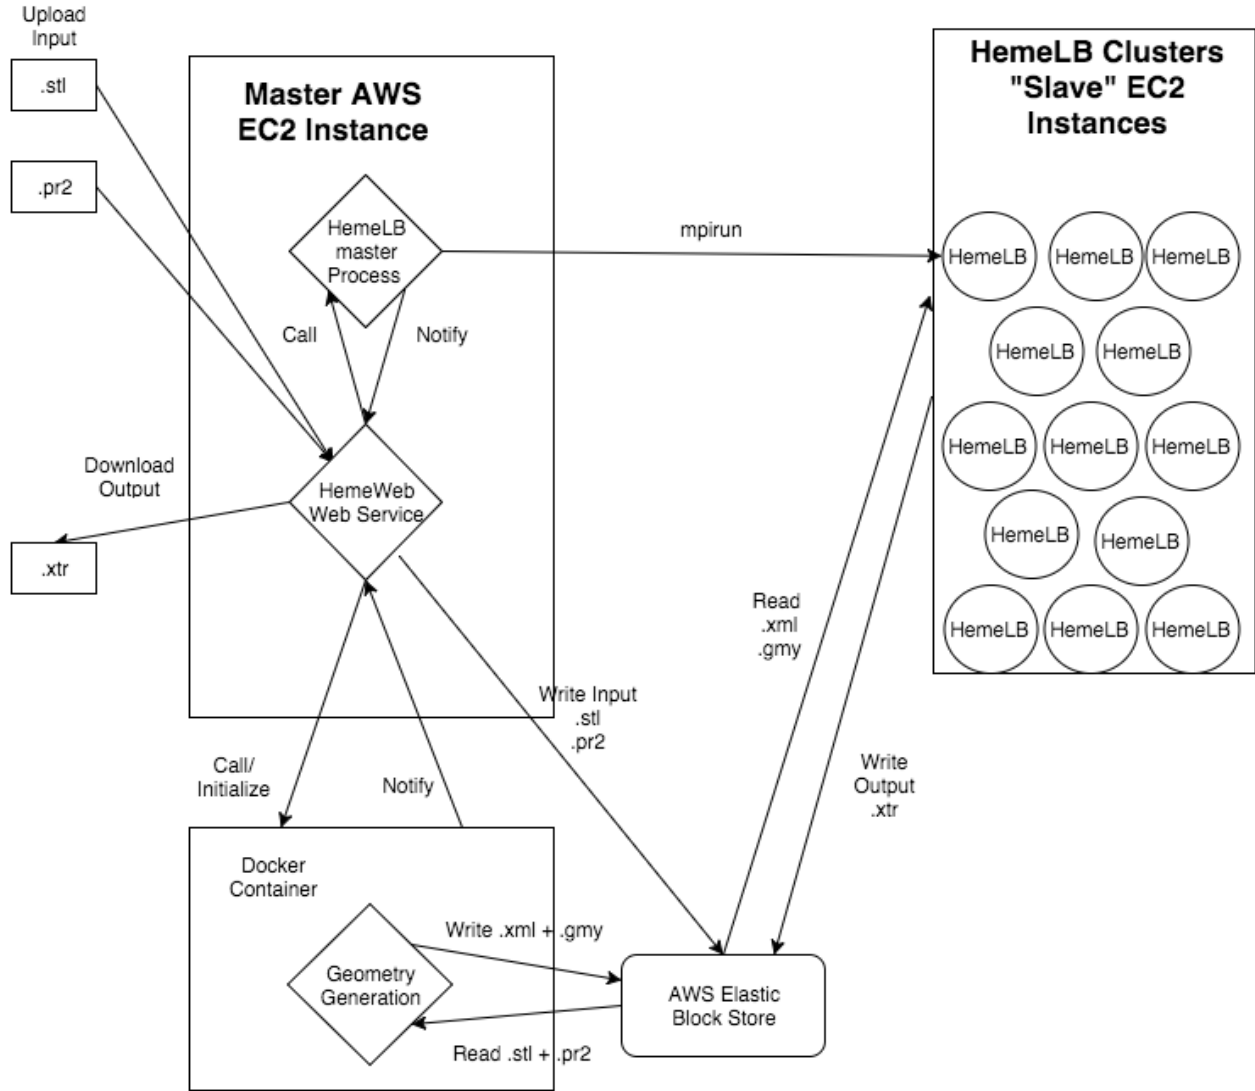 Upload
Input
.stl
.pr2
Master AWS
EC2 Instance
HemeLB
master
Process
Call
Notify
mpirun
HemeLB Clusters
"Slave" EC2
Instances
HemeLB
HemeLB
HemeLB
HemeLB
HemeLB
HemeLB
HemeLB
HemeLB
HemeLB
HemeLB
HemeLB
HemeLB
HemeLB
Download
Output
.xtr
HemeWeb
Web Service
Read
.xml
.gmy
Write Input
.stl
.pr2
Write
Output
.xtr
Call/
Initialize
Notify
Docker
Container
Geometry
Generation
Write .xml + .gmy
Read .stl + .pr2
AWS Elastic
Block Store